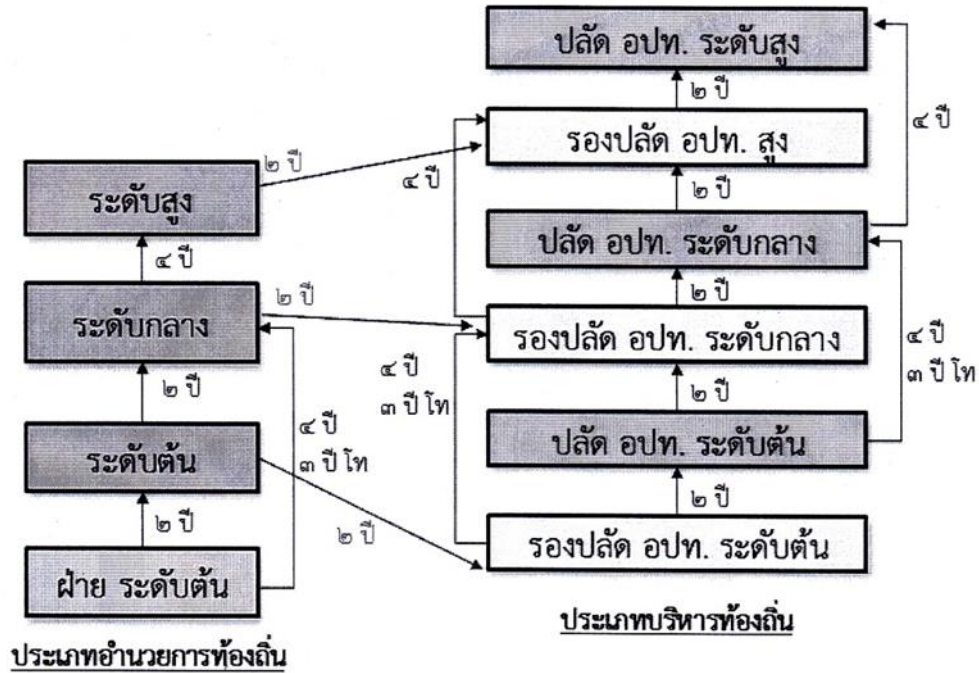 ปลัด อปท. ระดับสูง
๒ ปี
๔ ปี
รองปลัด อปท. สูง
๒ ปี
๔ ปี
๒ ปี
ระดับสูง
ปลัด อปท. ระดับกลาง
๔ ปี
๒ ปี
๒ ปี
ระดับกลาง
รองปลัด อปท. ระดับกลาง
๔ ปี
๓ ปี โท
๔ ปี
๓ ปี โท
๒ ปี
๒ ปี
ปลัด อปท. ระดับต้น
๔ ปี
๓ ปี โท
ระดับต้น
๒ ปี
๒ ปี
๒ ปี
รองปลัด อปท. ระดับต้น
ฝ่าย ระดับต้น
ประเภทบริหารท้องถิ่น
ประเภทอำนวยการท้องถิ่น